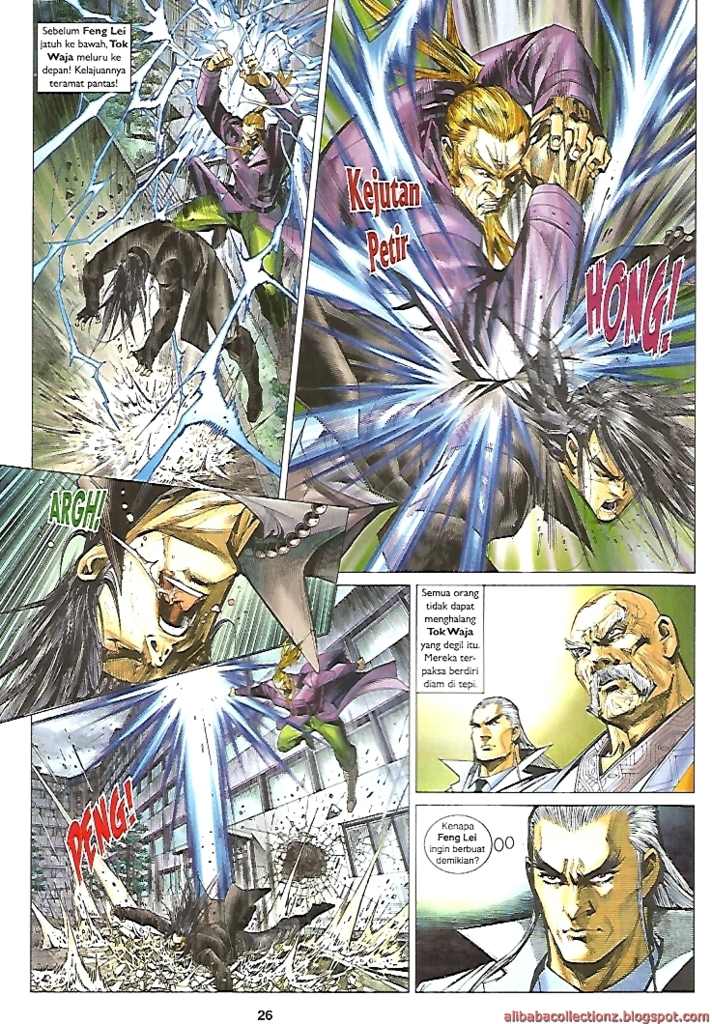 Sebelum Feng Lei
jatuh ke bawah, Tok
Waja meluru ke
depan! Kelajuannya
teramat pantas!
Kejutan
Petir
HONG!
ARGH!
PENG!
Semua orang
tidak dapat
menghalang
Tok Waja
yang degil itu.
Mereka ter-
paksa berdiri
diam di tepi.
Kenapa
Feng Lei
ingin berbuat
demikian?
26
alibabacollectionz.blogspot.com